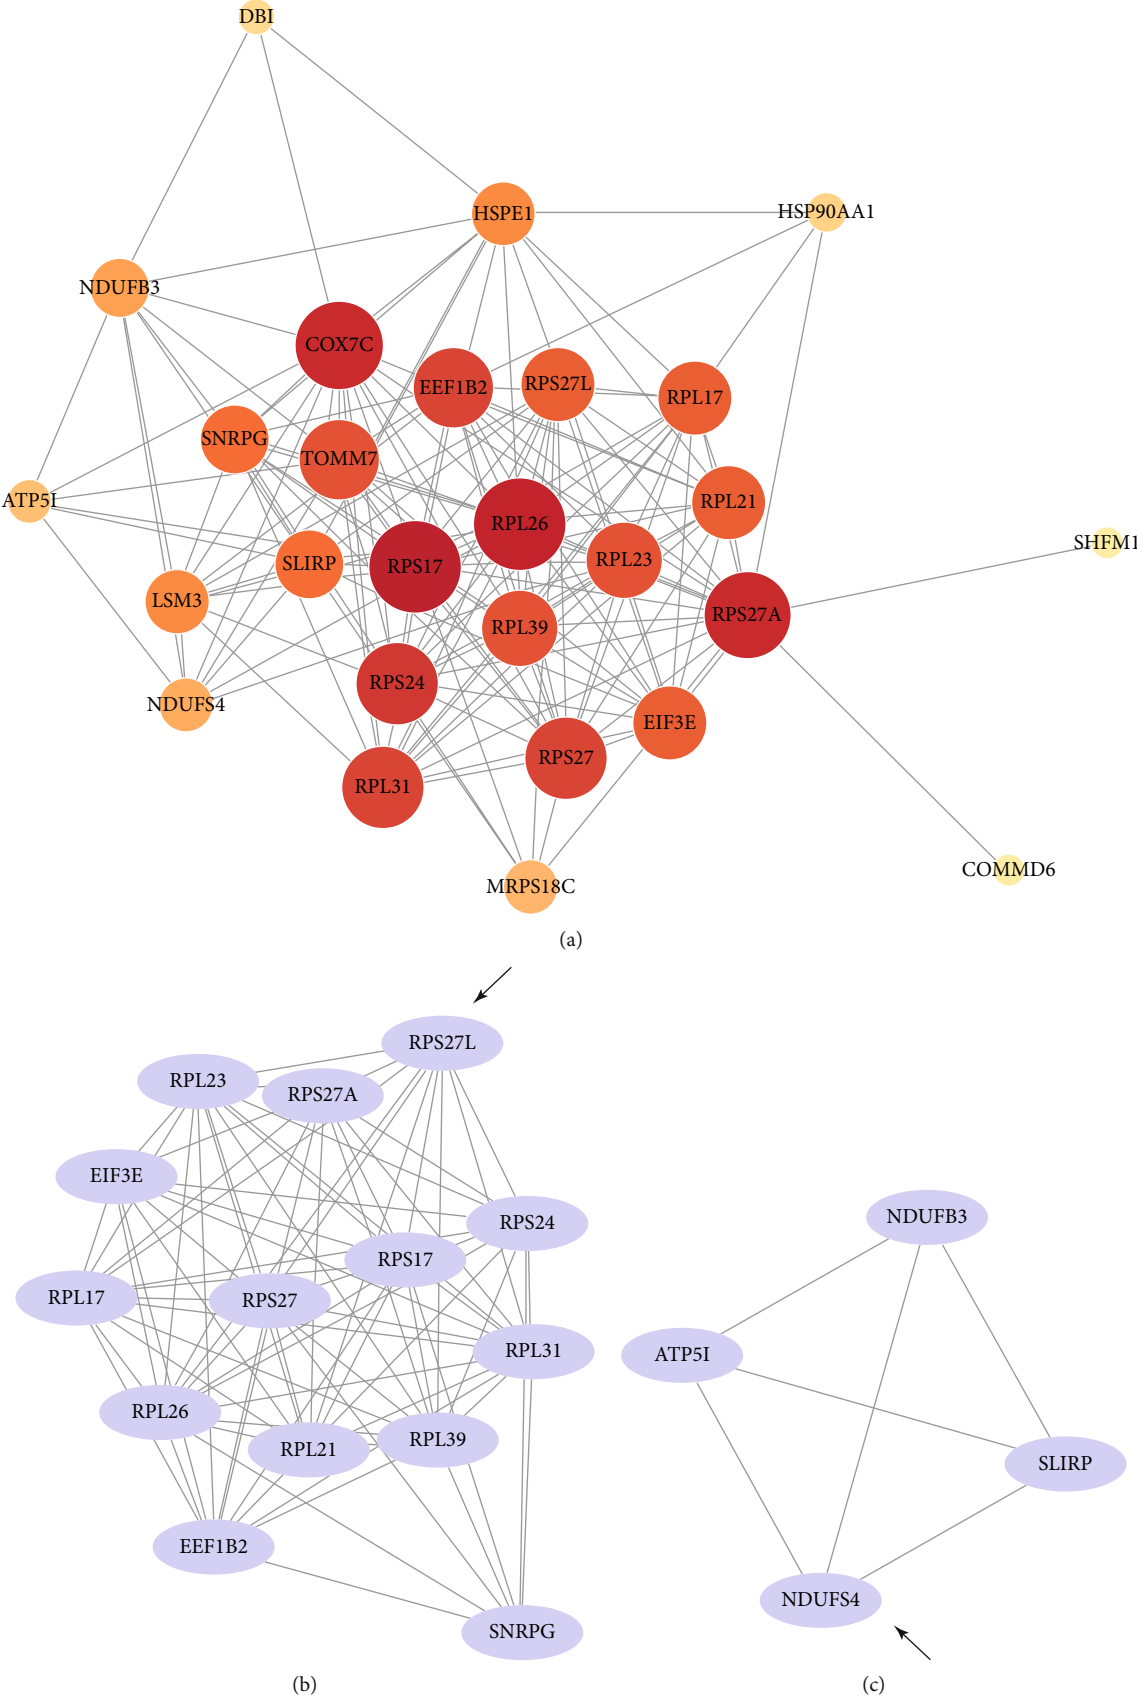 DBI
HSPE1
HSP90AA1
NDUFB3
COX7C
EEF1B2
RPS27L
RPL17
SNRPG
TOMM7
ATP5I
RPL26
RPL21
SHFM1
SLIRP
RPS17
RPL23
LSM3
RPL39
RPS27A
RPS24
NDUFS4
EIF3E
RPS27
RPL31
MRPS18C
COMMD6
(a)
RPS27L
RPL23
RPS27A
EIF3E
RPS24
RPS17
RPL17
RPS27
RPL31
RPL26
RPL21
RPL39
EEF1B2
SNRPG
(b)
NDUFB3
ATP5I
SLIRP
NDUFS4
(c)